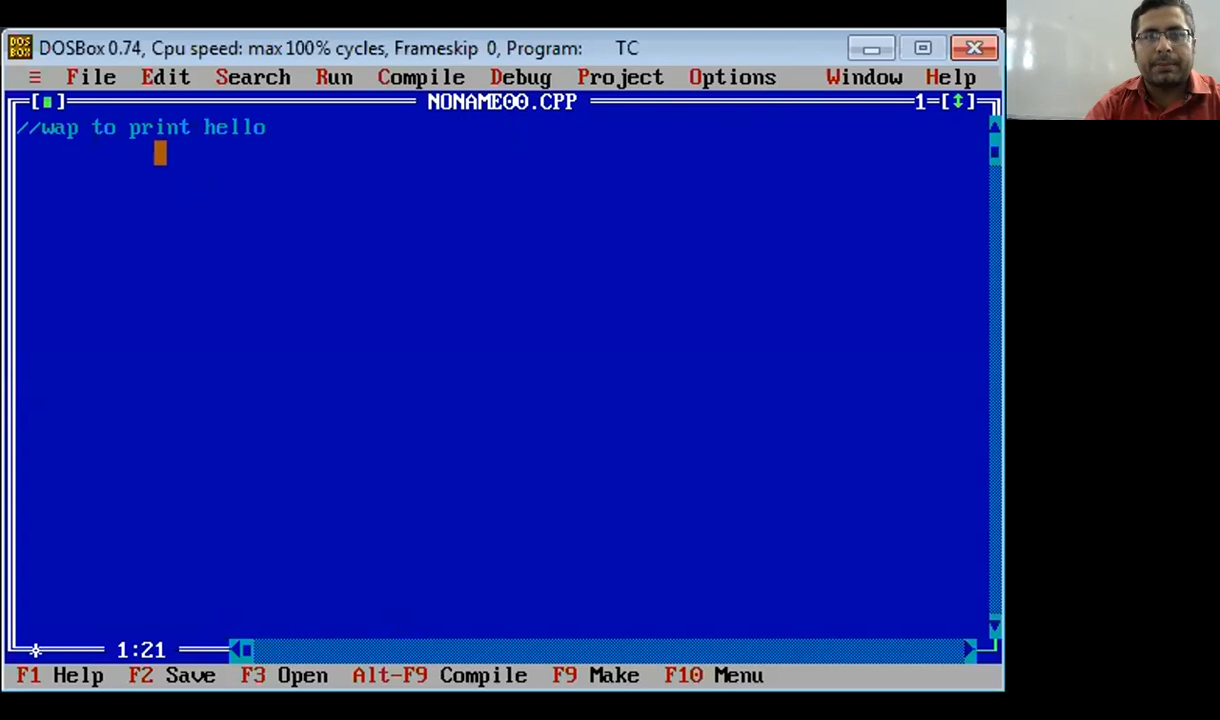 DOSBox 0.74, Cpu speed: max 100% cycles, Frameskip 0, Program: TC
≡ File Edit Search Run Compile Debug Project Options Window Help
NONAME00.CPP 1
//wap to print hello
1:21
F1 Help F2 Save F3 Open Alt-F9 Compile F9 Make F10 Menu